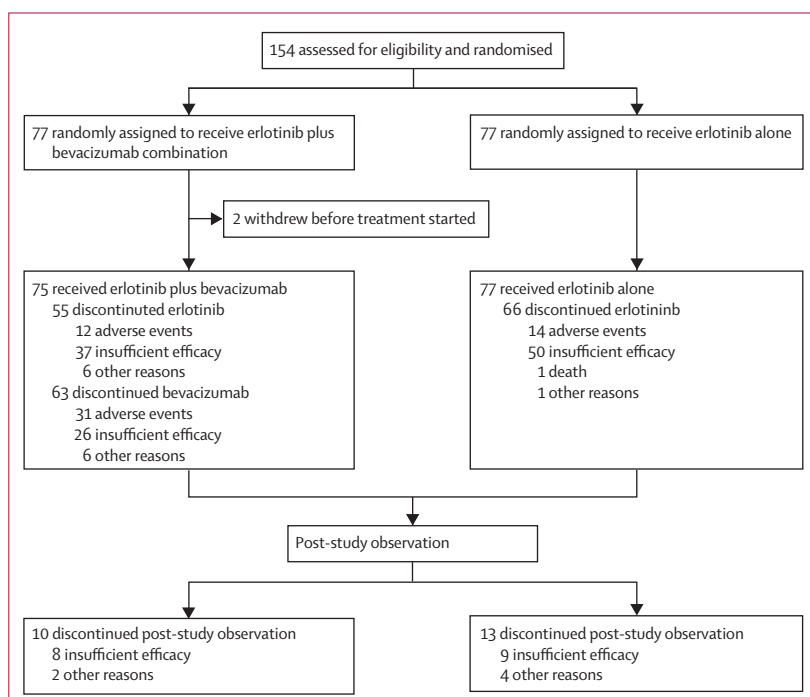 154 assessed for eligibility and randomised
77 randomly assigned to receive erlotinib plus
bevacizumab combination
77 randomly assigned to receive erlotinib alone
2 withdrew before treatment started
75 received erlotinib plus bevacizumab
55 discontinuted erlotinib
12 adverse events
37 insufficient efficacy
6 other reasons
63 discontinued bevacizumab
31 adverse events
26 insufficient efficacy
6 other reasons
77 received erlotinib alone
66 discontinued erlotininb
14 adverse events
50 insufficient efficacy
1 death
1 other reasons
Post-study observation
10 discontinued post-study observation
8 insufficient efficacy
2 other reasons
13 discontinued post-study observation
9 insufficient efficacy
4 other reasons